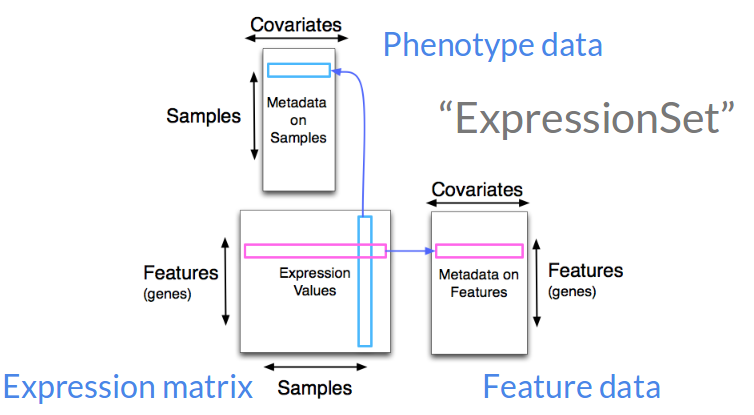 Covariates
Phenotype data
Samples
Metadata
on
Samples
“ExpressionSet”
Covariates
Features
(genes)
Expression
Values
Metadata on
Features
Features
(genes)
Expression matrix
Samples
Feature data